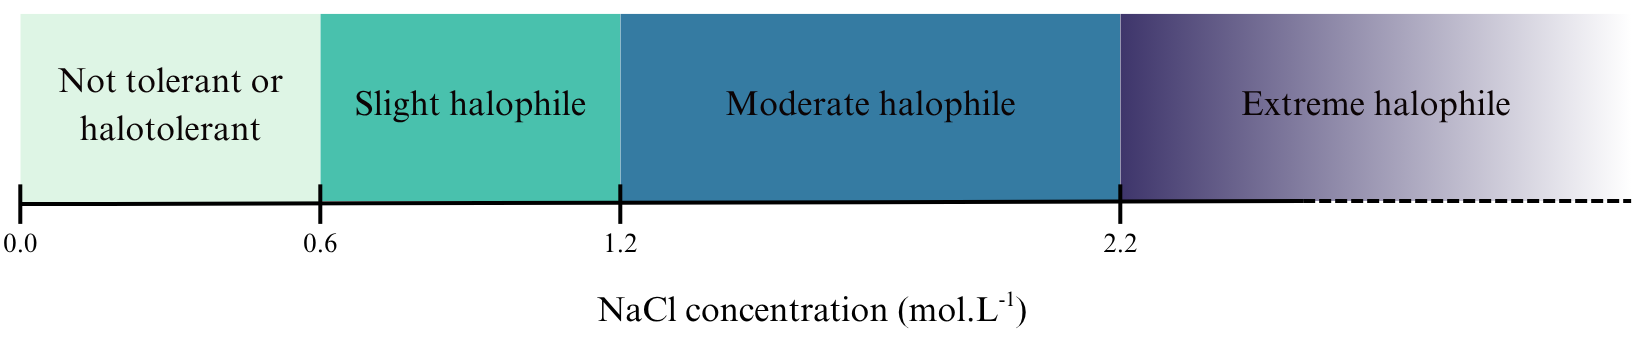 Not tolerant or
halotolerant
Slight halophile
Moderate halophile
Extreme halophile
0.0
0.6
1.2
2.2
NaCl concentration (mol.L⁻¹)